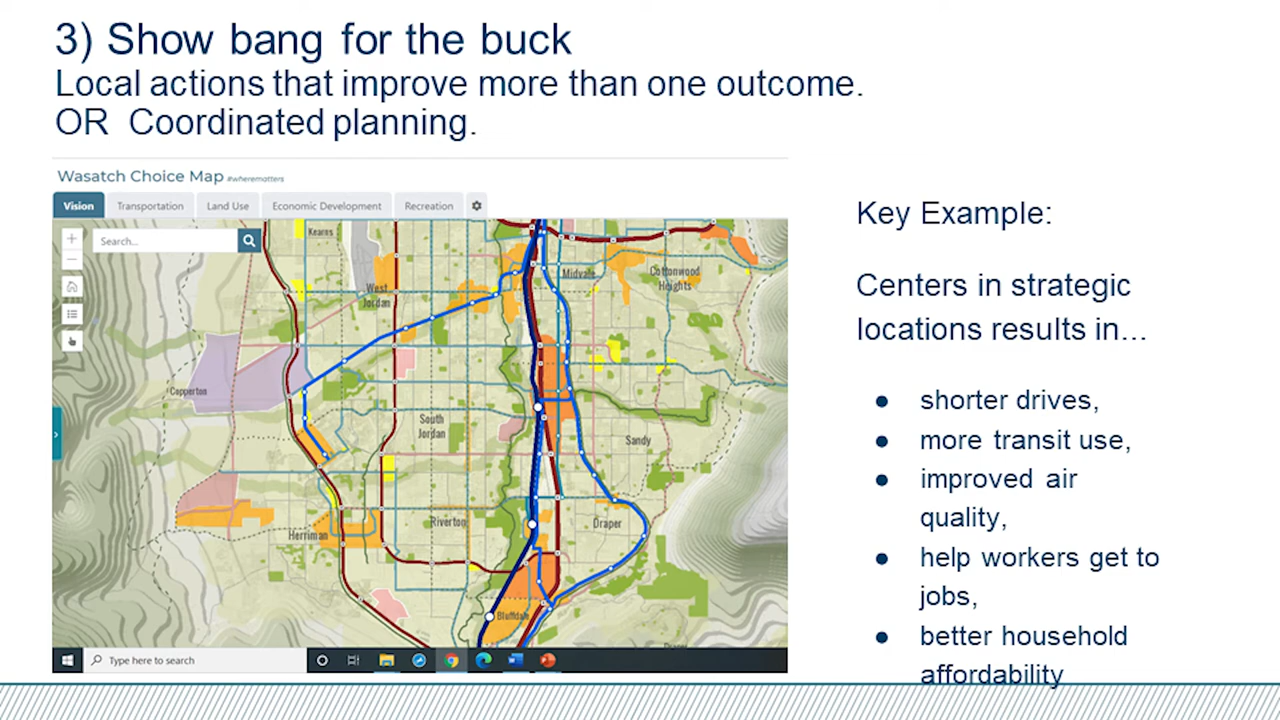 3) Show bang for the buck
Local actions that improve more than one outcome.
OR Coordinated planning.
Wasatch Choice Map #wherematters
Vision
Transportation
Land Use
Economic Development
Recreation
Search...
Kearns
West
Jordan
Midvale
Cottonwood
Heights
Copperton
South
Jordan
Sandy
Riverton
Draper
Herriman
Bluffdale
Type here to search
Key Example:
Centers in strategic
locations results in...
● shorter drives,
● more transit use,
● improved air
quality,
● help workers get to
jobs,
● better household
affordability